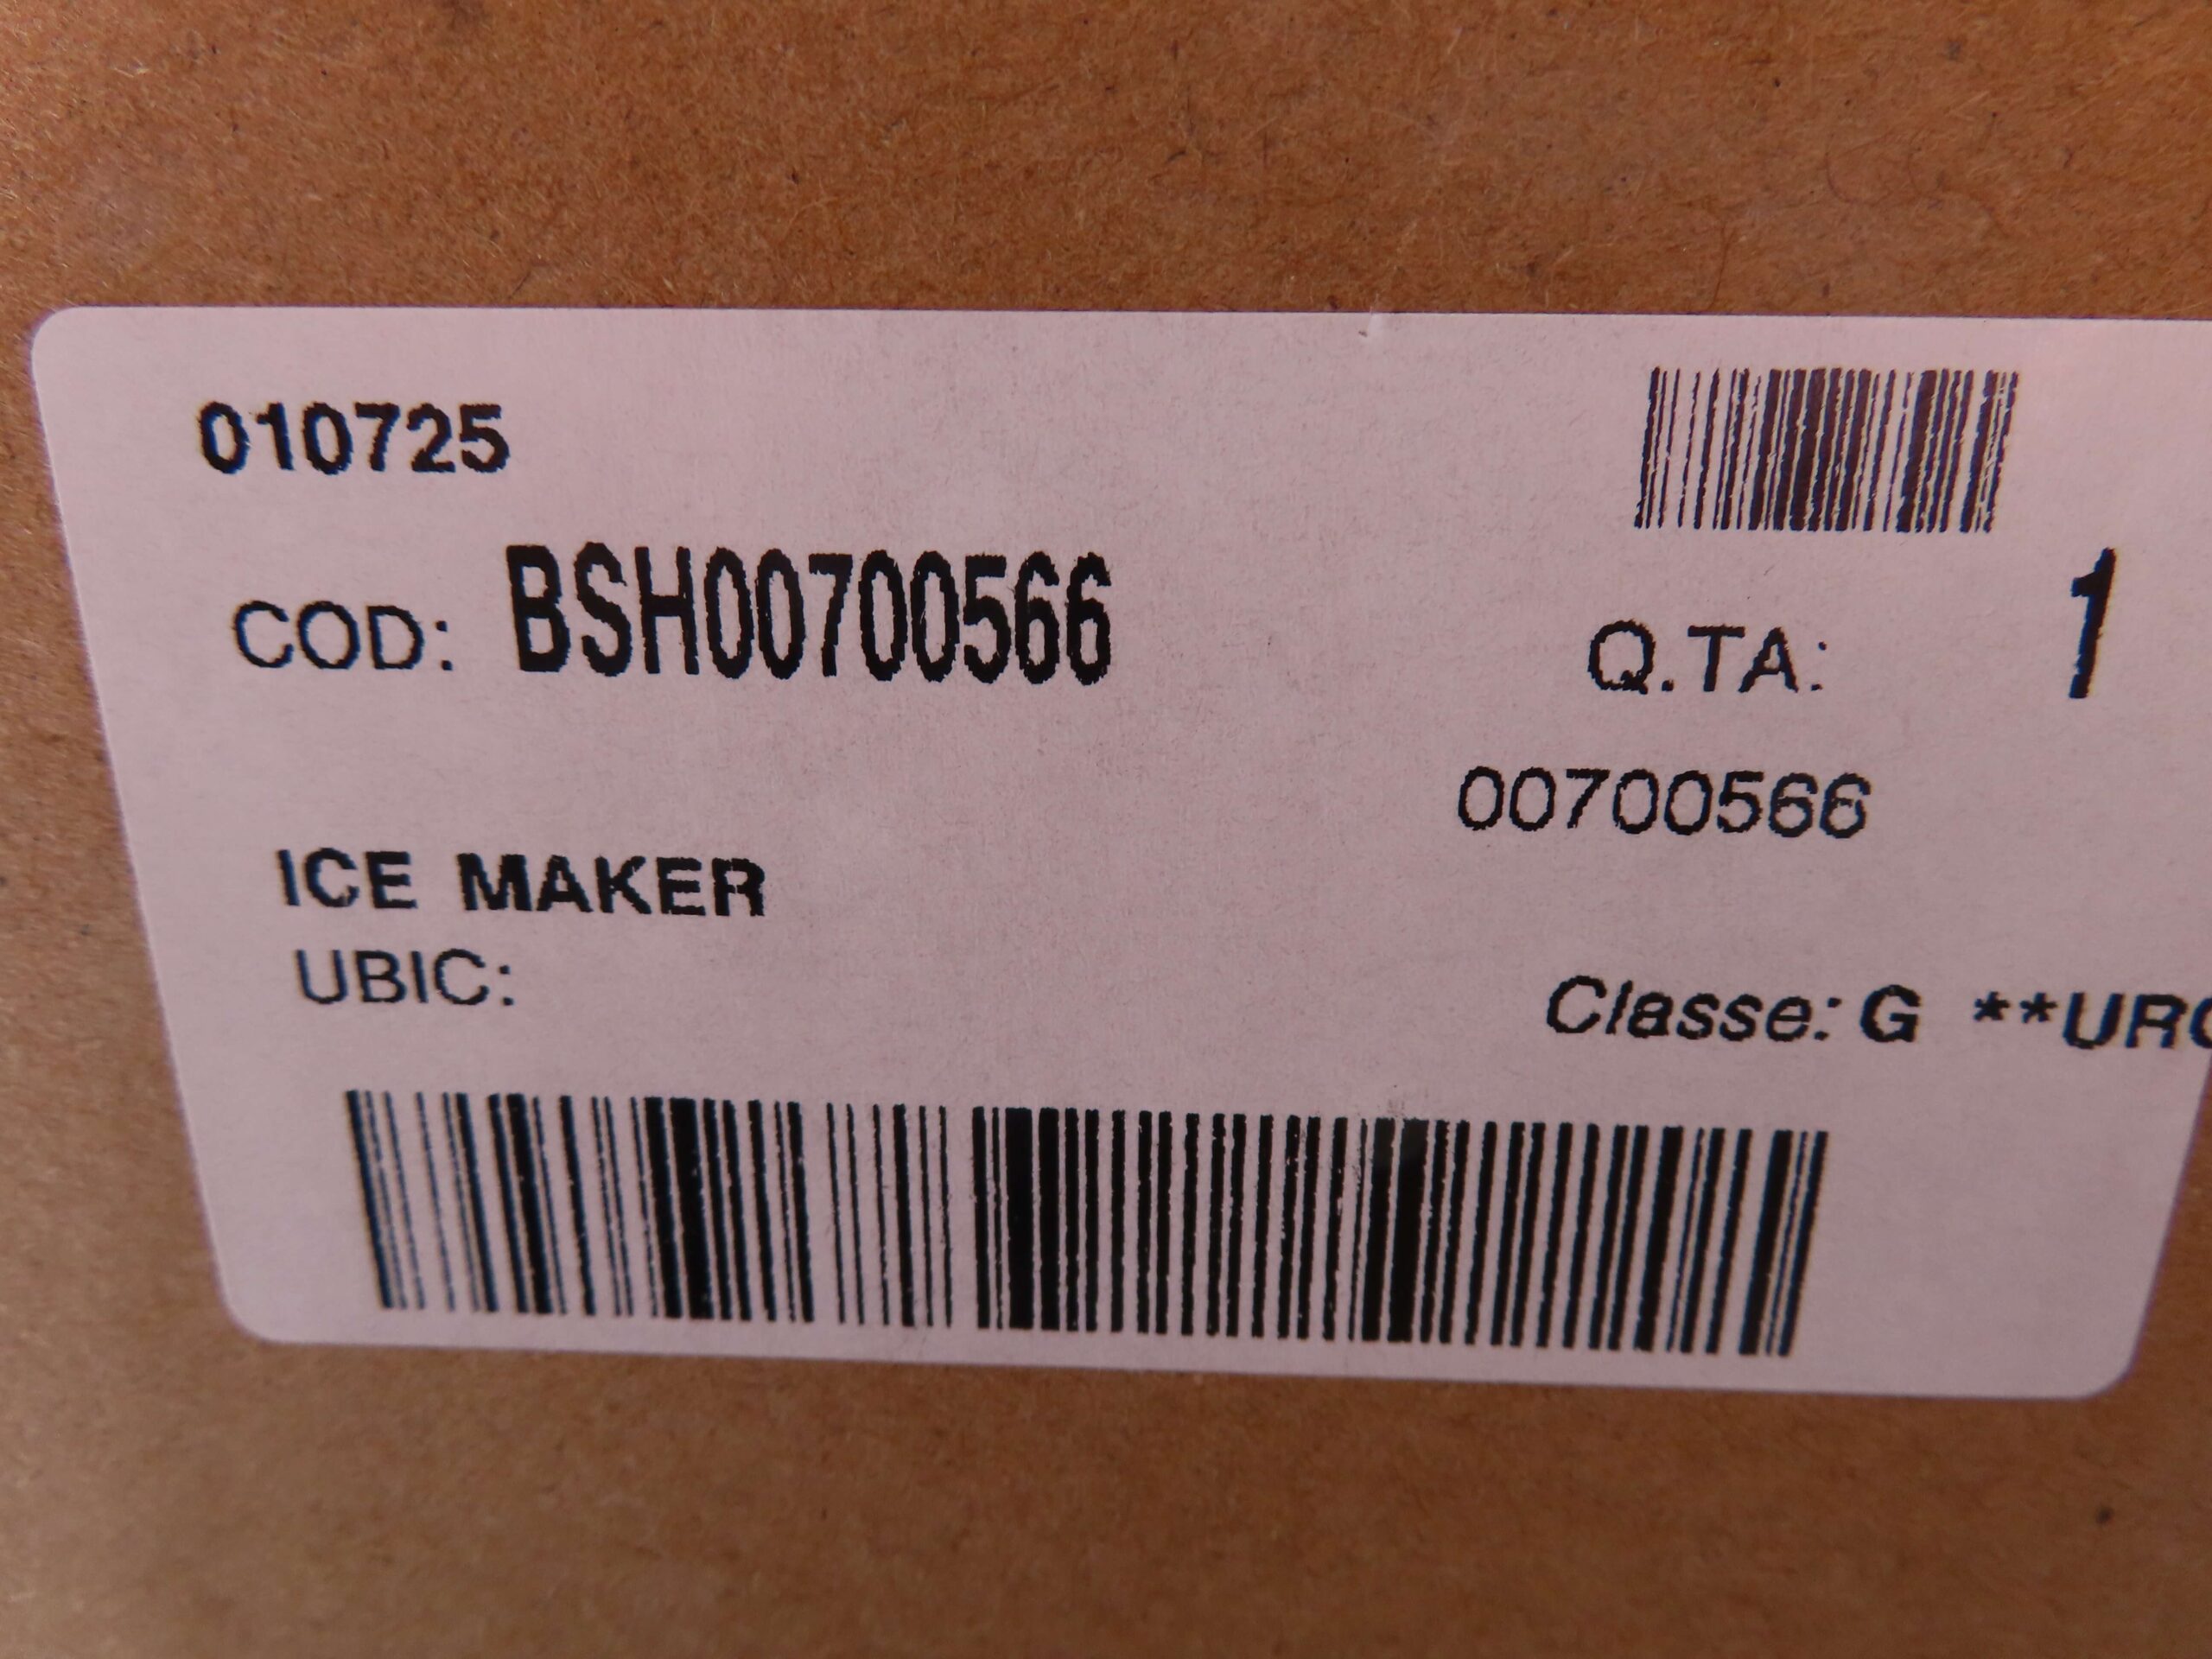 010725
COD: BSH00700566
Q.TA: 1
00700566
ICE MAKER
UBIC:
Classe: G **